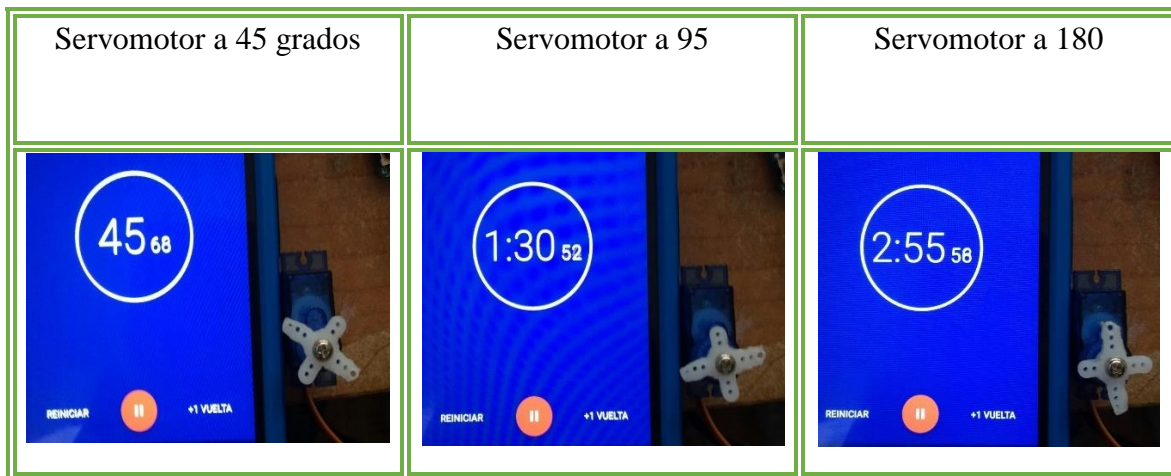 Servomotor a 45 grados
Servomotor a 95
Servomotor a 180
45 68
REINICIAR
+1 VUELTA
1:30 52
REINICIAR
+1 VUELTA
2:55 56
REINICIAR
+1 VUELTA